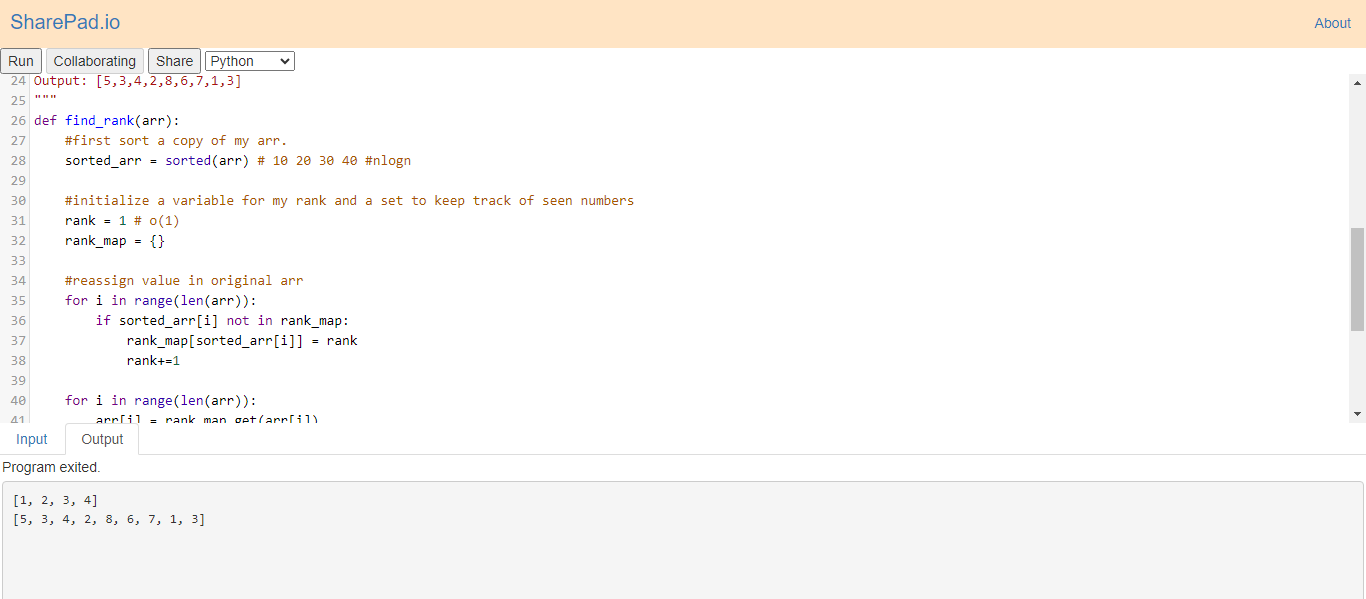 SharePad.io
About
Run Collaborating Share Python
24 Output: [5,3,4,2,8,6,7,1,3]
25 """
26 def find_rank(arr):
27 #first sort a copy of my arr.
28 sorted_arr = sorted(arr) # 10 20 30 40 #nlogn
29
30 #initialize a variable for my rank and a set to keep track of seen numbers
31 rank = 1 # o(1)
32 rank_map = {}
33
34 #reassign value in original arr
35 for i in range(len(arr)):
36 if sorted_arr[i] not in rank_map:
37 rank_map[sorted_arr[i]] = rank
38 rank+=1
39
40 for i in range(len(arr)):
41 arr[i] = rank_map.get(arr[i])
Input Output
Program exited.
[1, 2, 3, 4]
[5, 3, 4, 2, 8, 6, 7, 1, 3]